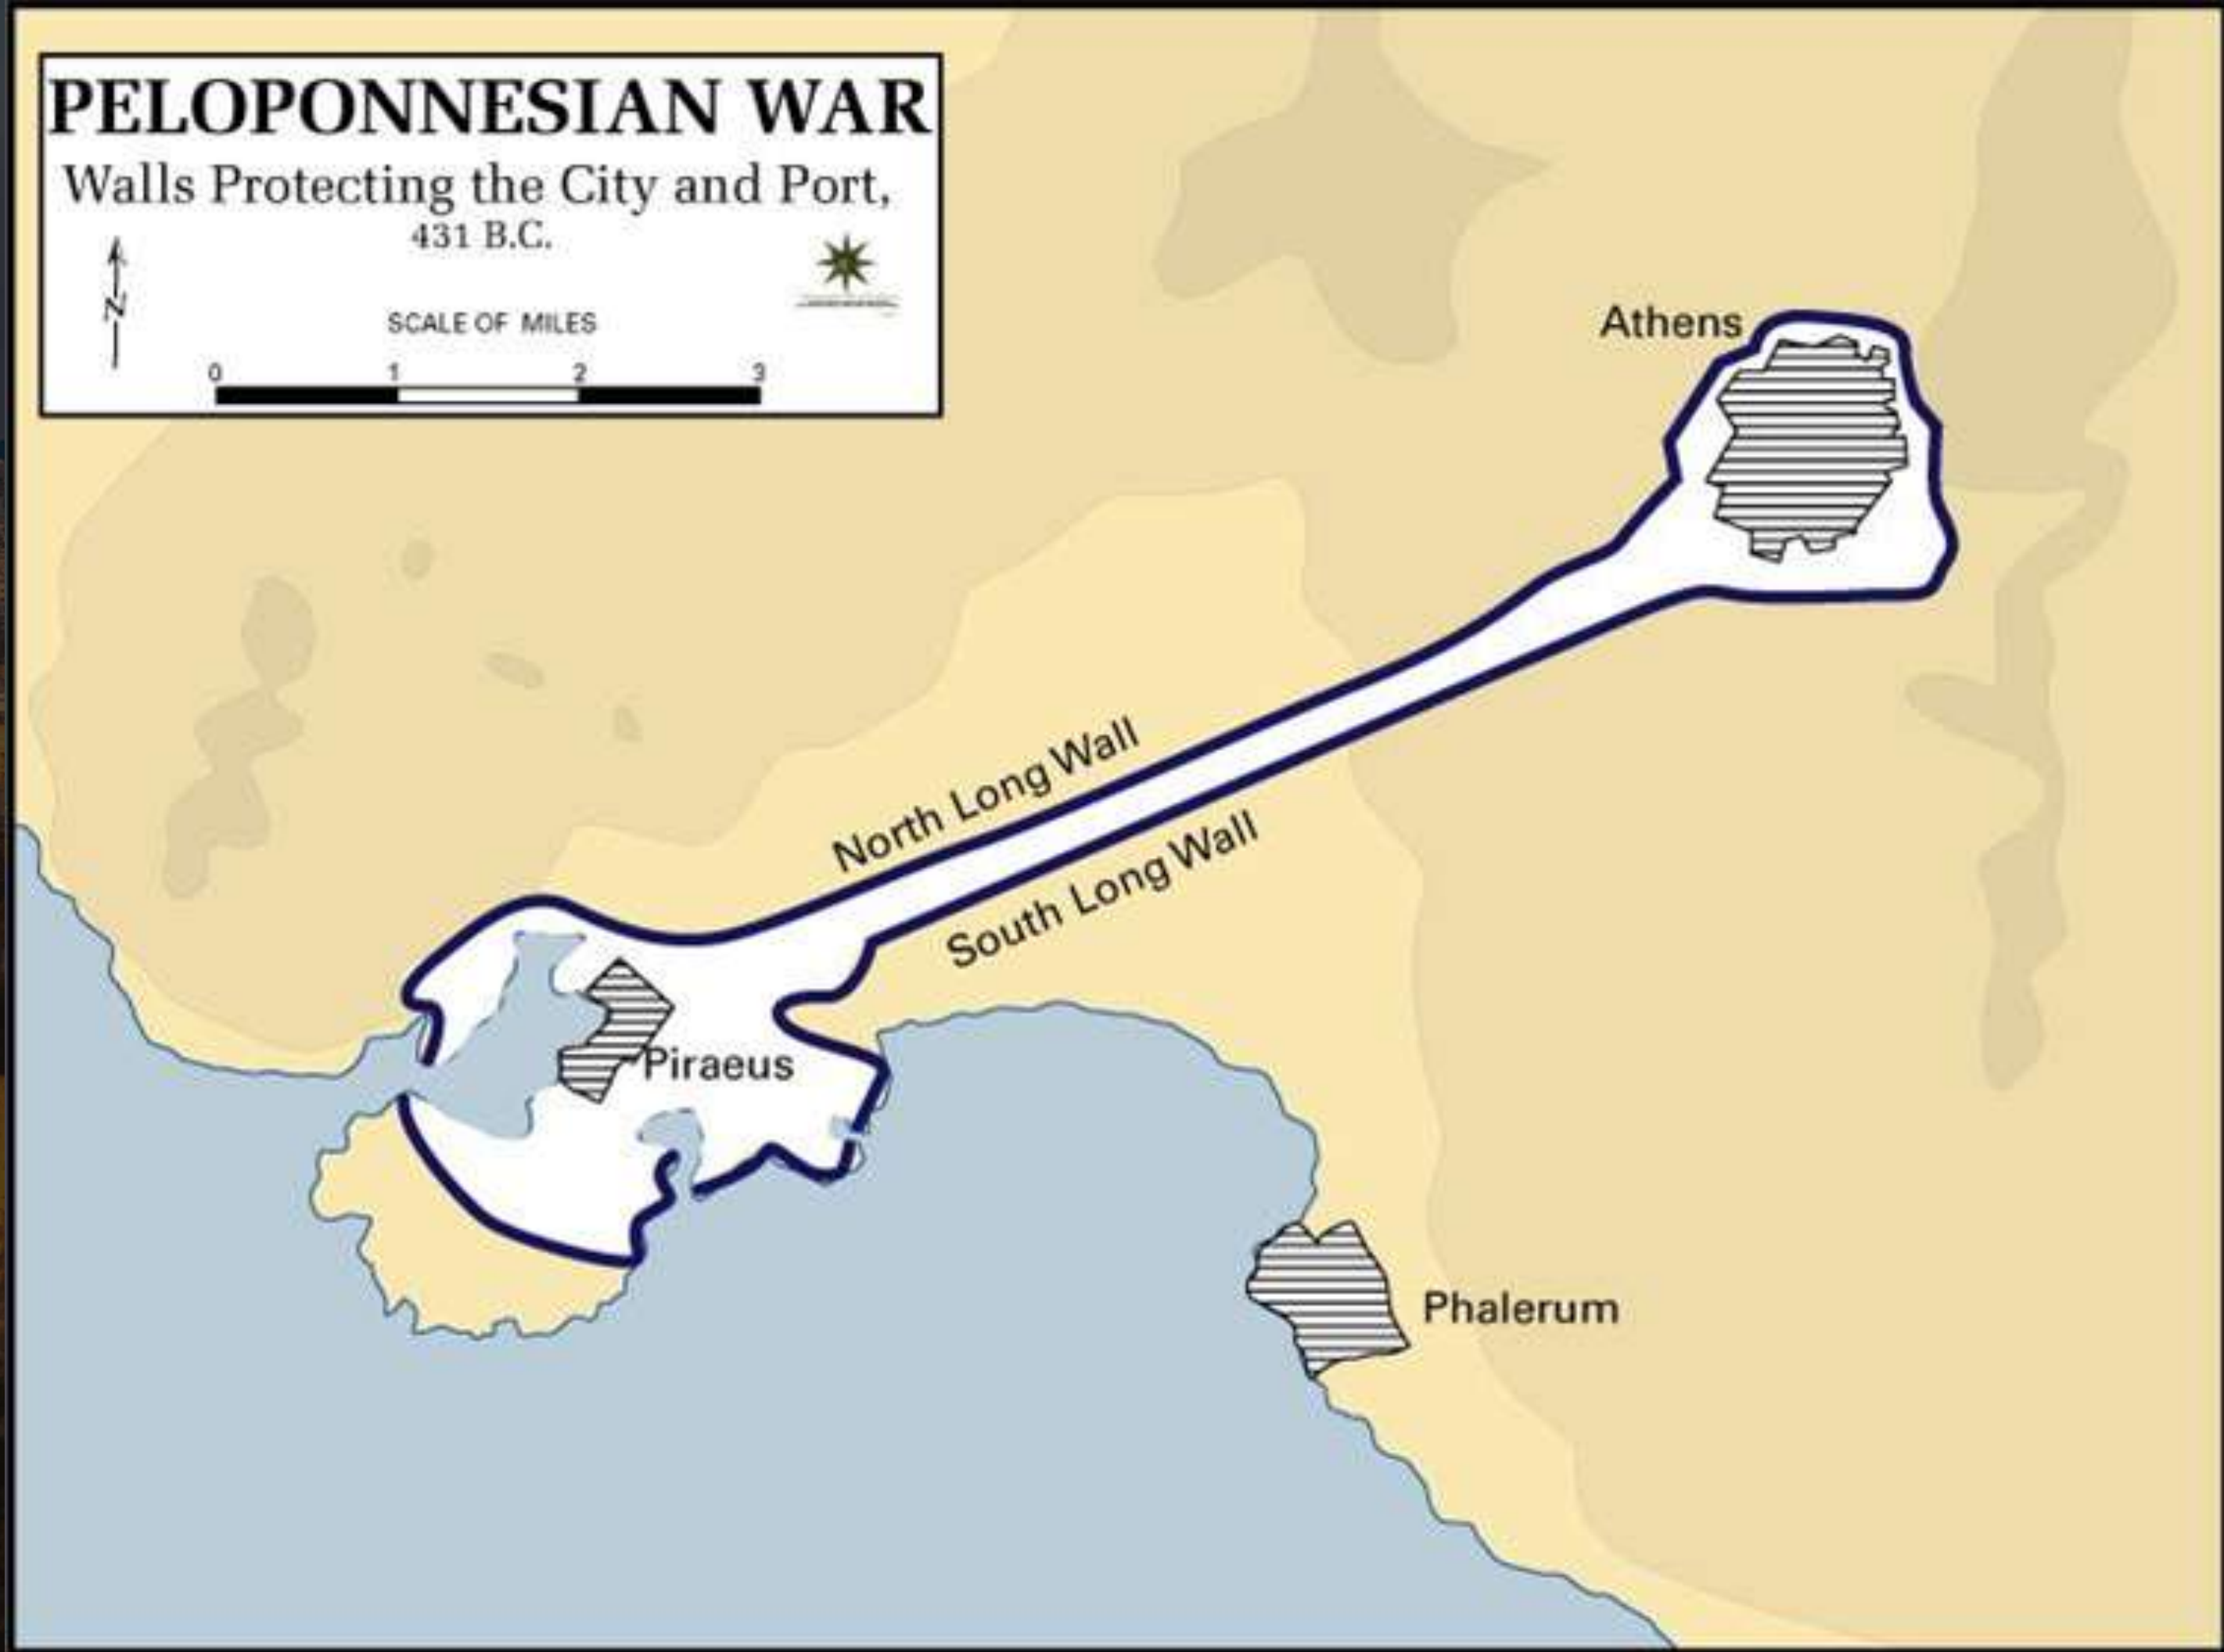 PELOPONNESIAN WAR
Walls Protecting the City and Port,
431 B.C.
N
SCALE OF MILES
0 1 2 3
Athens
North Long Wall
South Long Wall
Piraeus
Phalerum